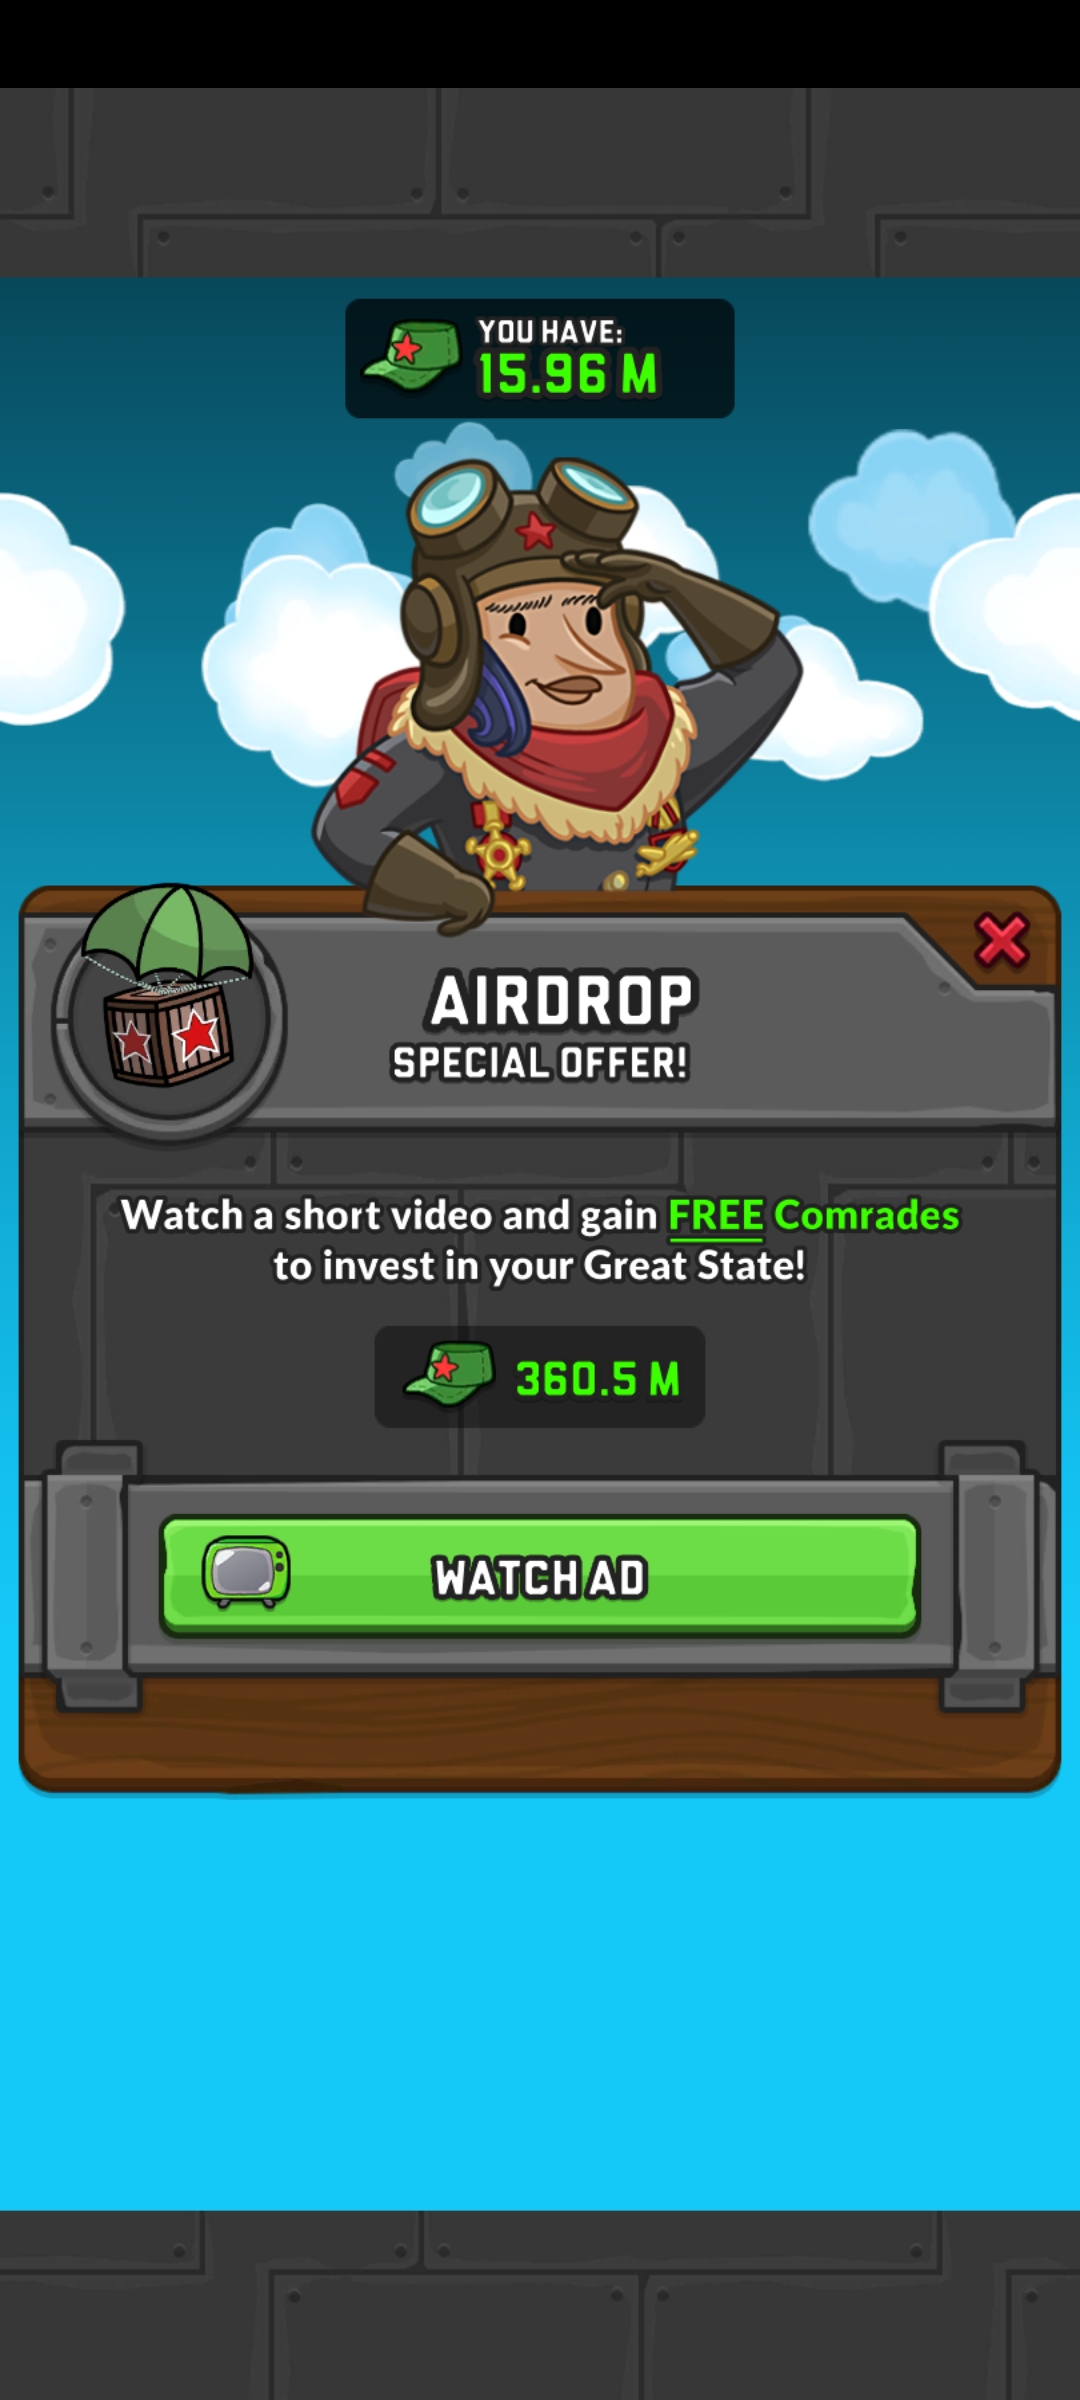 YOU HAVE:
15.96 M
AIRDROP
SPECIAL OFFER!
Watch a short video and gain FREE Comrades
to invest in your Great State!
360.5 M
WATCH AD